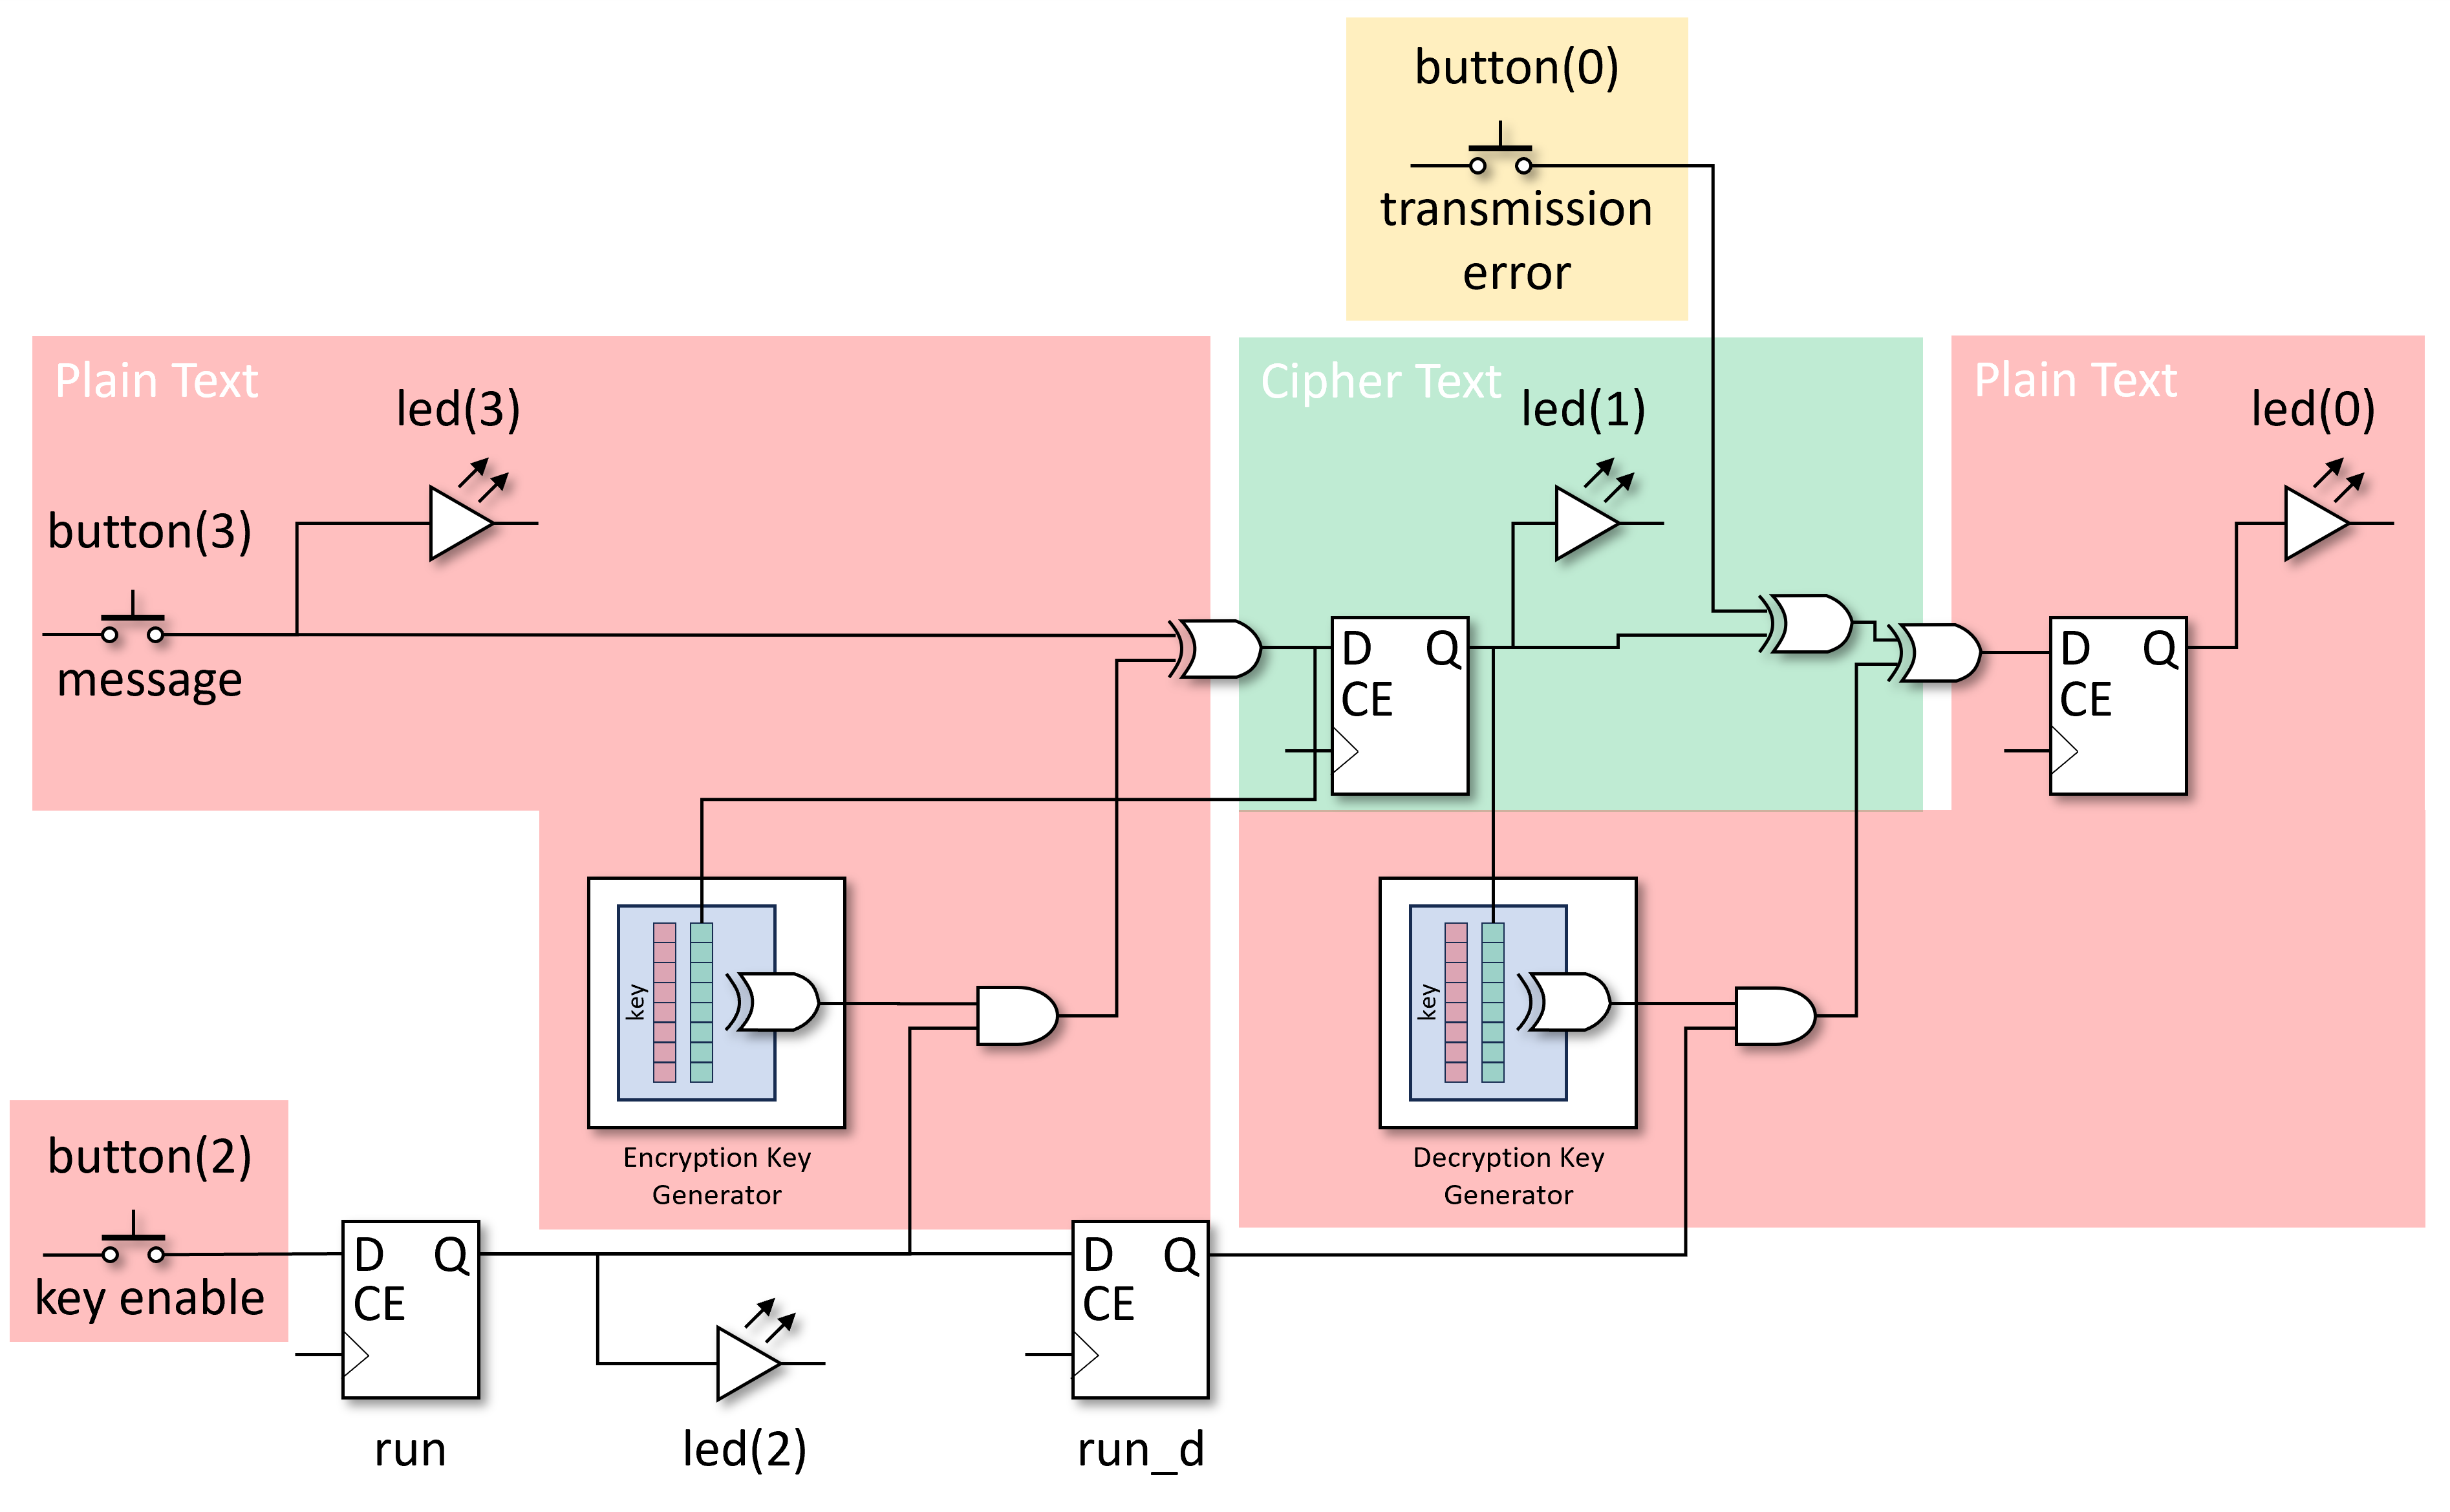 button(0)
transmission
error
Plain Text
led(3)
button(3)
message
Cipher Text
led(1)
D Q
CE
Plain Text
led(0)
D Q
CE
key
Encryption Key
Generator
key
Decryption Key
Generator
button(2)
key enable
D Q
CE
run
led(2)
D Q
CE
run_d